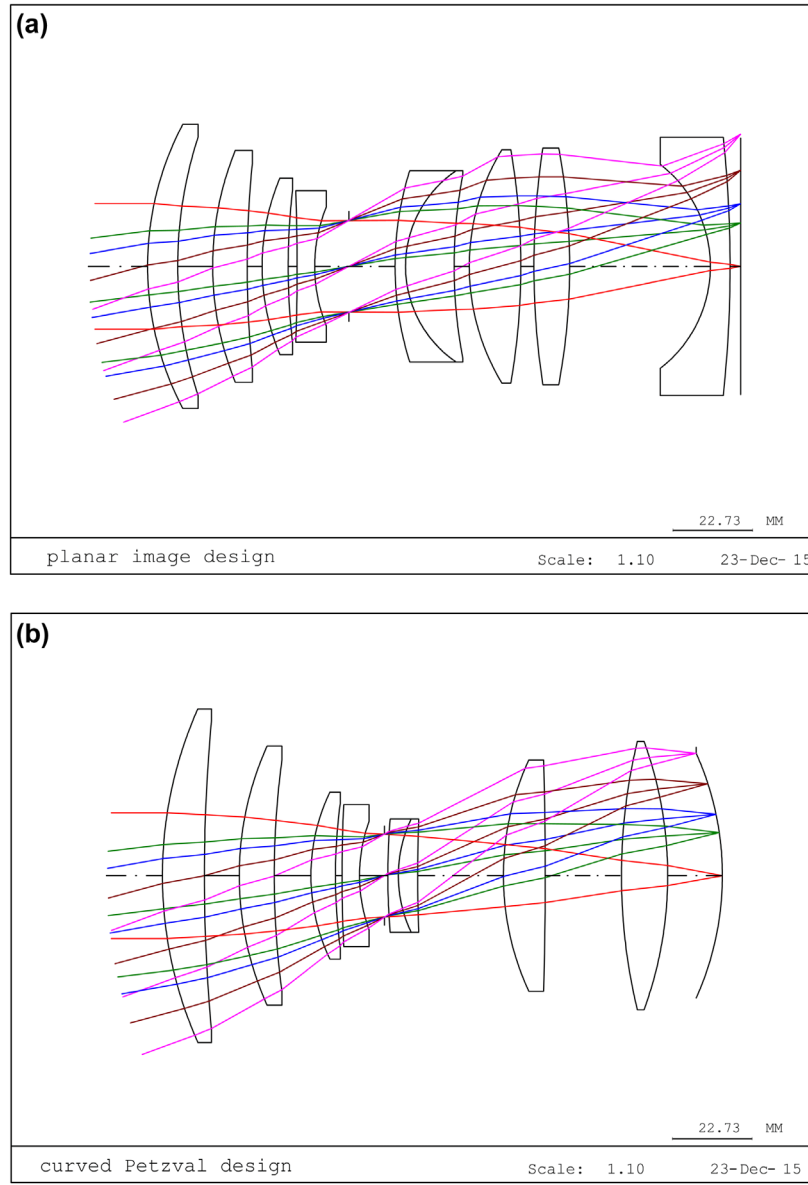 (a)
22.73 MM
planar image design Scale: 1.10 23-Dec- 15
(b)
22.73 MM
curved Petzval design Scale: 1.10 23-Dec- 15